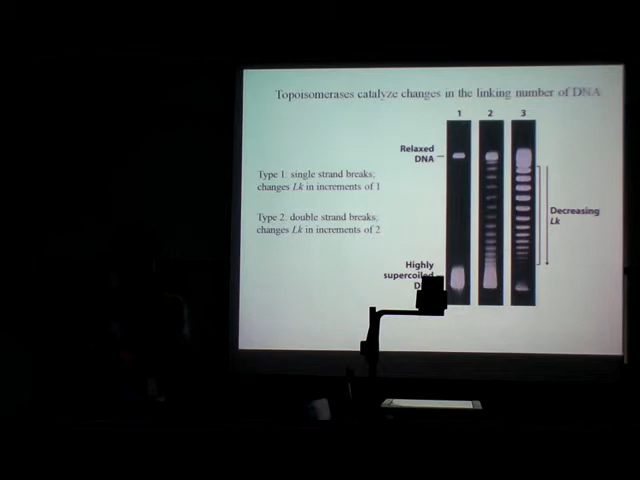 Topoisomerases catalyze changes in the linking number of DNA
1 2 3
Relaxed
DNA
Type 1: single strand breaks;
changes Lk in increments of 1
Type 2: double strand breaks;
changes Lk in increments of 2
Decreasing
Lk
Highly
supercoiled